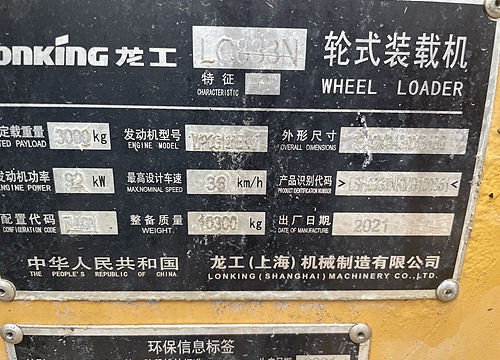 LONKING 龙工 轮式装载机
特征
CHARACTERISTIC WHEEL LOADER
定载重量 3000 kg 发动机型号 外形尺寸
TED PAYLOAD ENGINE MODEL OVERALL DIMENSIONS
发动机功率 92 kW 最高设计车速 38 km/h 产品识别代码 > <
ENGINE POWER MAX.NOMINAL SPEED PRODUCT IDENTIFICATION NUMBER
配置代码 整备质量 10300 kg 出厂日期 2021
CONFIGURATION CODE WEIGHT. DATE OF MANUFACTURE
中华人民共和国 龙工(上海)机械制造有限公司
THE PEOPLE'S REPUBLIC OF CHINA LONKING(SHANGHAI)MACHINERY CO.,LTD.
环保信息标签